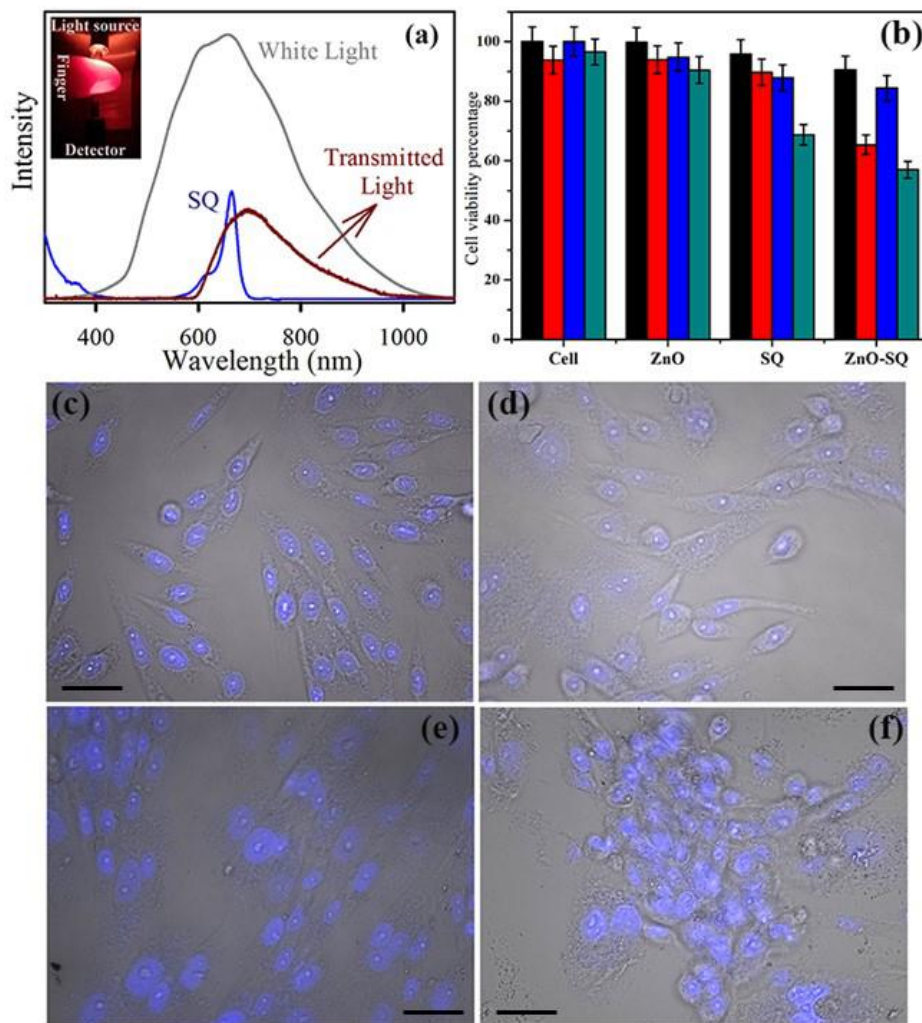 Light source
Finger
Detector
(a)
White Light
Transmitted
Light
SQ
Intensity
400
600
800
1000
Wavelength (nm)
(b)
Cell viability percentage
100
80
60
40
20
0
Cell
ZnO
SQ
ZnO-SQ
(c)
(d)
(e)
(f)